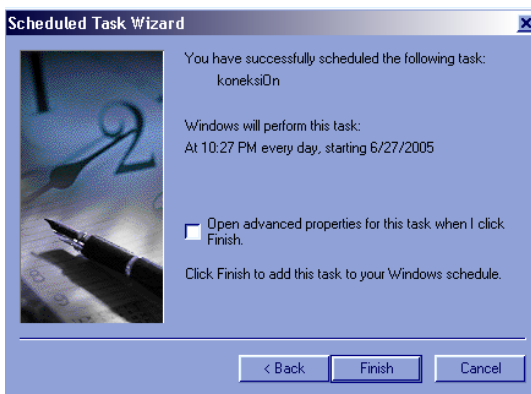 Scheduled Task Wizard
You have successfully scheduled the following task:
koneksiOn
Windows will perform this task:
At 10:27 PM every day, starting 6/27/2005
Open advanced properties for this task when I click
Finish.
Click Finish to add this task to your Windows schedule.
< Back
Finish
Cancel